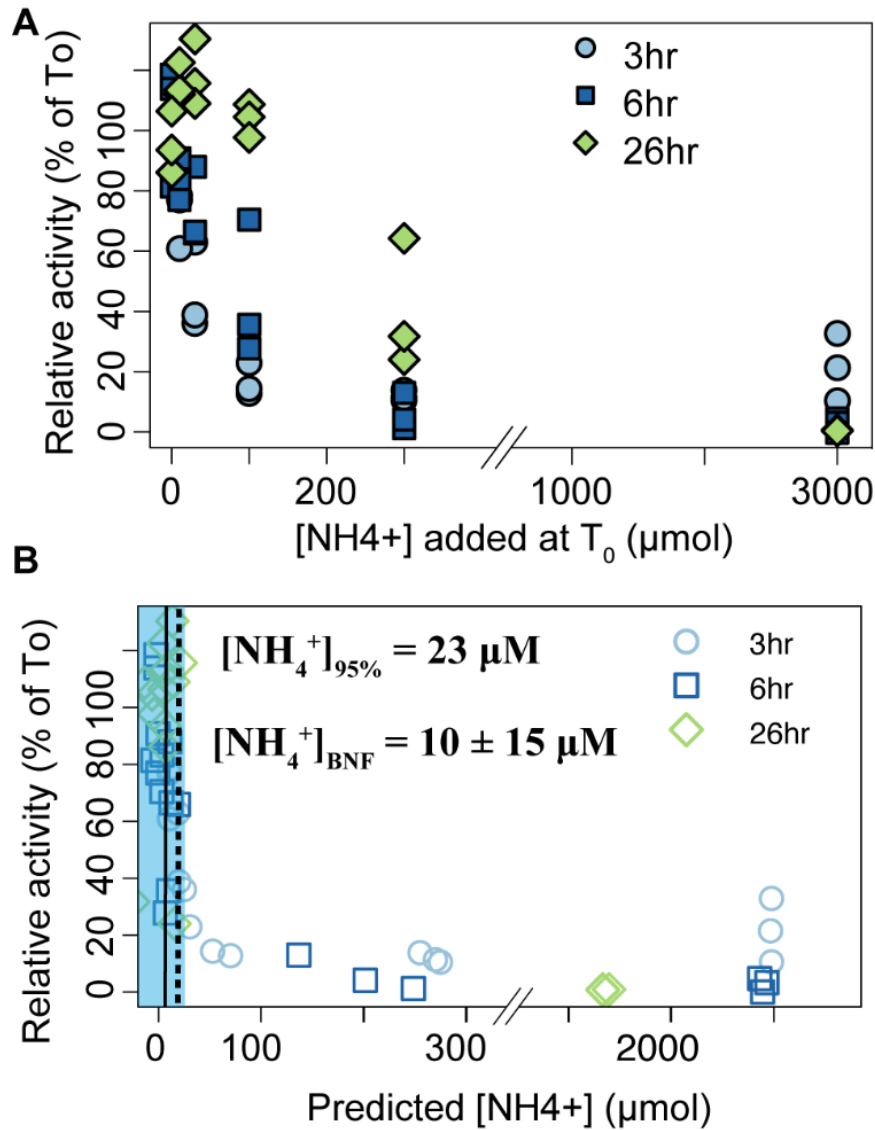 A
Relative activity (% of To)
100
80
60
40
20
0
3hr
6hr
26hr
0 200 1000 3000
[NH4+] added at T₀ (µmol)
B
Relative activity (% of To)
100
80
60
40
20
0
[NH₄⁺]₉₅% = 23 µM
[NH₄⁺]BNF = 10 ± 15 µM
3hr
6hr
26hr
0 100 300 2000
Predicted [NH4+] (µmol)